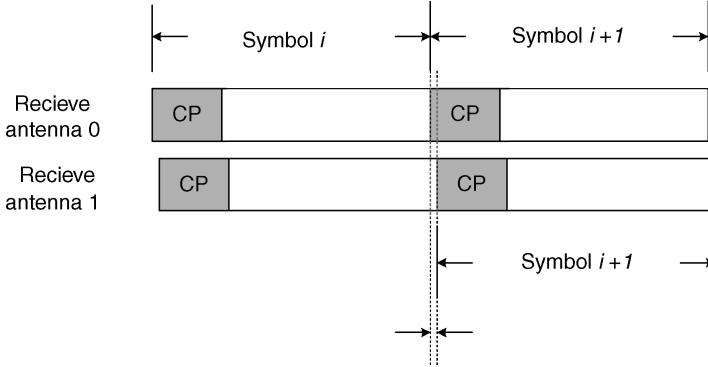 Symbol i
Symbol i+1
Recieve
antenna 0
CP
CP
Recieve
antenna 1
CP
CP
Symbol i+1